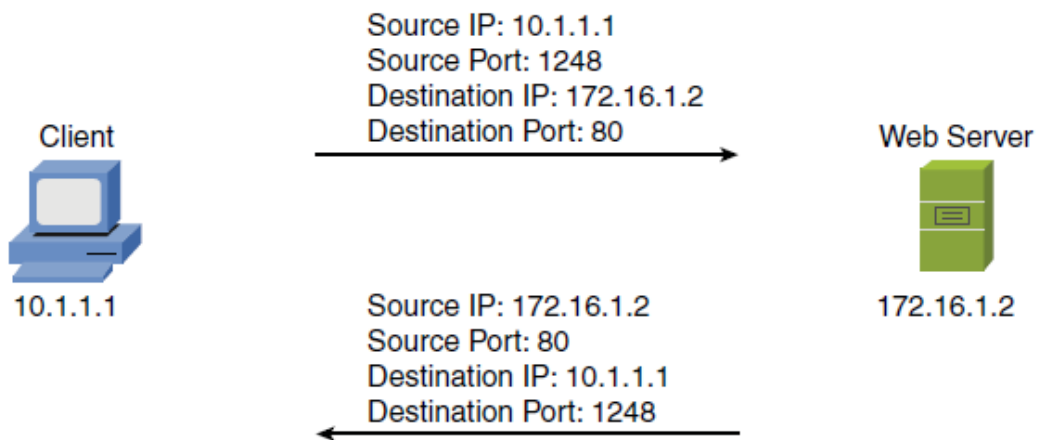 Source IP: 10.1.1.1
Source Port: 1248
Destination IP: 172.16.1.2
Destination Port: 80
Client
Web Server
10.1.1.1
172.16.1.2
Source IP: 172.16.1.2
Source Port: 80
Destination IP: 10.1.1.1
Destination Port: 1248